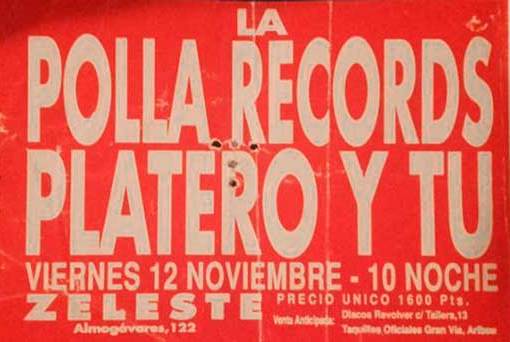 LA
POLLA RECORDS
PLATERO Y TU
VIERNES 12 NOVIEMBRE - 10 NOCHE
ZELESTE
Almogávares, 122
PRECIO UNICO 1600 Pts.
Venta Anticipada: Discos Revolver c/ Tallers, 13
Taquillas Oficiales Gran Via, Aribau